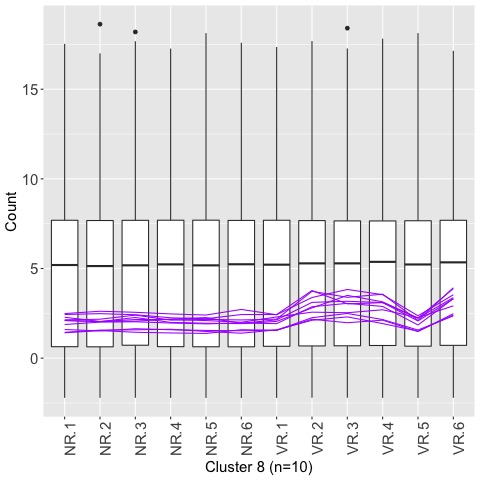 15
10
5
0
Count
NR.1
NR.2
NR.3
NR.4
NR.5
NR.6
VR.1
VR.2
VR.3
VR.4
VR.5
VR.6
Cluster 8 (n=10)